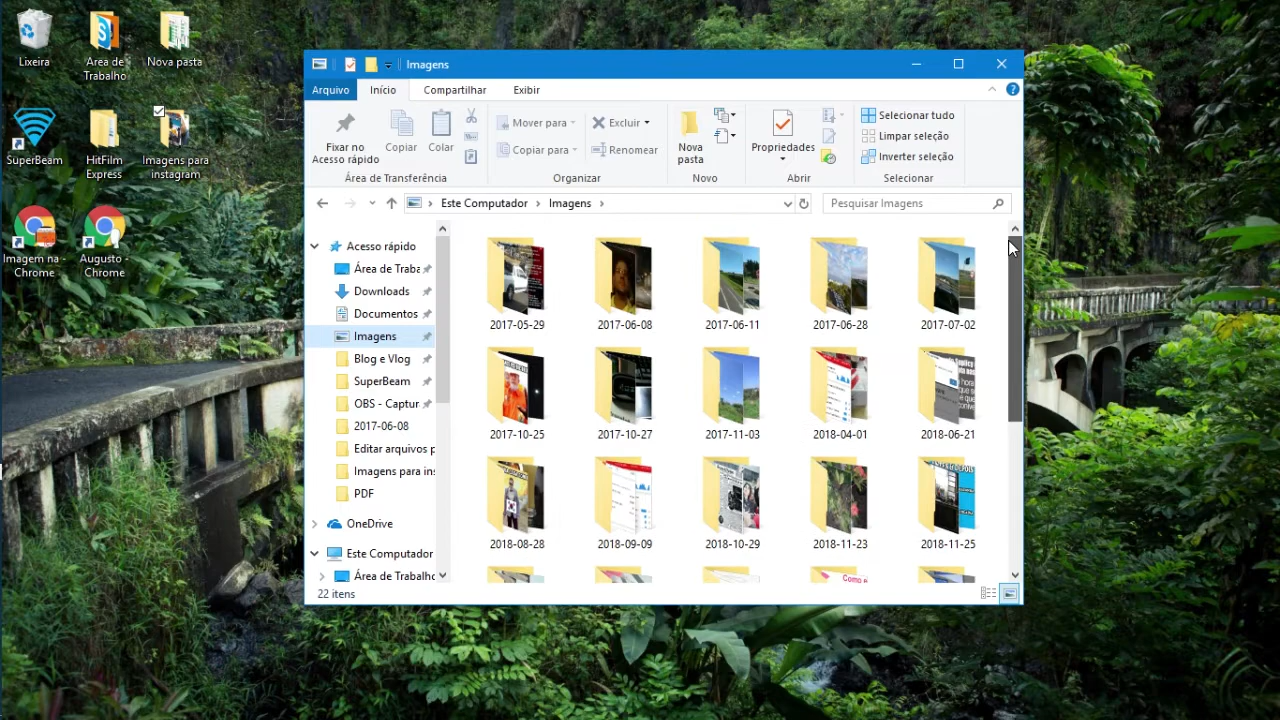 Lixeira
Área de
Trabalho
Nova pasta
SuperBeam
HitFilm
Express
Imagens para
instagram
Imagem na -
Chrome
Augusto -
Chrome
Imagens
Arquivo
Início
Compartilhar
Exibir
Fixar no
Acesso rápido
Copiar
Colar
Área de Transferência
Mover para
Copiar para
Excluir
Renomear
Organizar
Nova
pasta
Novo
Propriedades
Abrir
Selecionar tudo
Limpar seleção
Inverter seleção
Selecionar
Este Computador > Imagens >
Pesquisar Imagens
Acesso rápido
Área de Traba
Downloads
Documentos
Imagens
Blog e Vlog
SuperBeam
OBS - Captur
2017-06-08
Editar arquivos p
Imagens para ins
PDF
OneDrive
Este Computador
Área de Trabalho
2017-05-29
2017-06-08
2017-06-11
2017-06-28
2017-07-02
2017-10-25
2017-10-27
2017-11-03
2018-04-01
2018-06-21
2018-08-28
2018-09-09
2018-10-29
2018-11-23
2018-11-25
Como e
22 itens